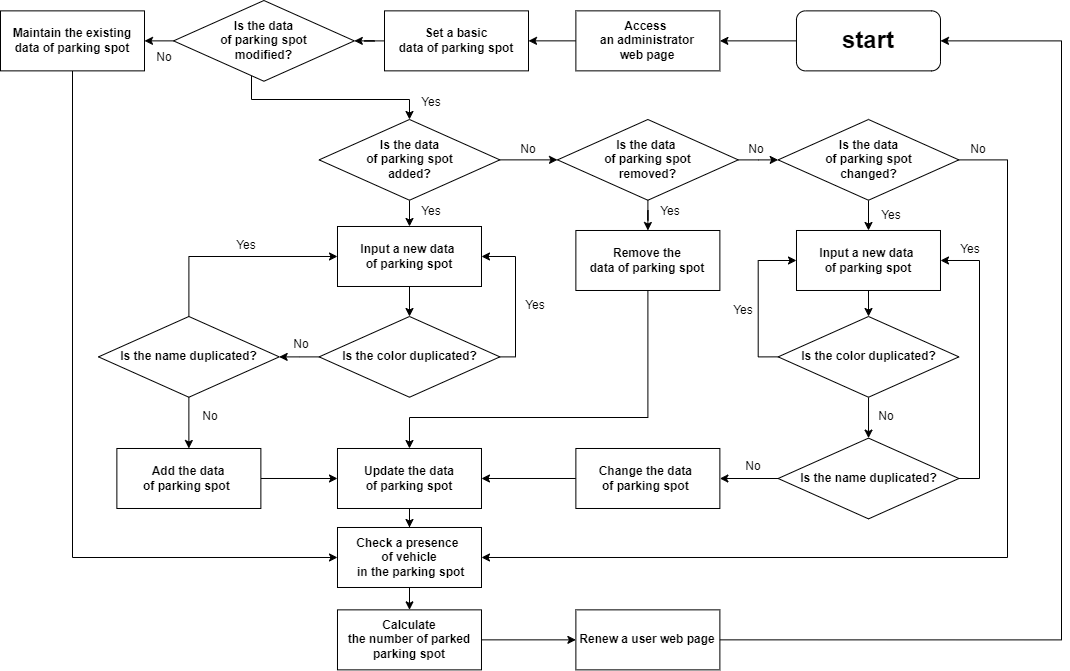 Maintain the existing
data of parking spot
No
Is the data
of parking spot
modified?
Set a basic
data of parking spot
Access
an administrator
web page
start
Yes
Is the data
of parking spot
added?
No
Is the data
of parking spot
removed?
No
Is the data
of parking spot
changed?
No
Yes
Yes
Yes
Yes
Input a new data
of parking spot
Yes
Remove the
data of parking spot
Input a new data
of parking spot
Yes
Yes
Is the name duplicated?
No
Is the color duplicated?
Is the color duplicated?
No
No
Add the data
of parking spot
Update the data
of parking spot
Change the data
of parking spot
No
Is the name duplicated?
Check a presence
of vehicle
in the parking spot
Calculate
the number of parked
parking spot
Renew a user web page